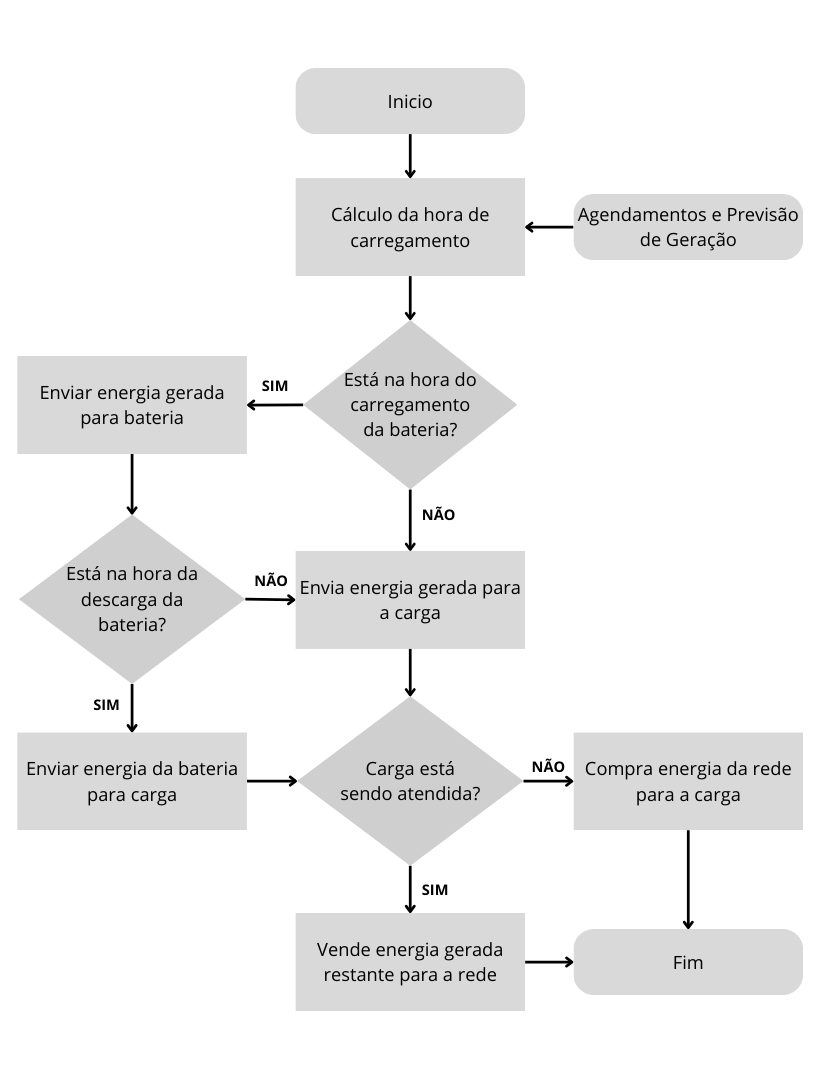 Inicio
Cálculo da hora de
carregamento
Agendamentos e Previsão
de Geração
Está na hora do
carregamento
da bateria?
SIM
Enviar energia gerada
para bateria
NÃO
Está na hora da
descarga da
bateria?
NÃO
Envia energia gerada para
a carga
SIM
Enviar energia da bateria
para carga
Carga está
sendo atendida?
NÃO
Compra energia da rede
para a carga
SIM
Vende energia gerada
restante para a rede
Fim